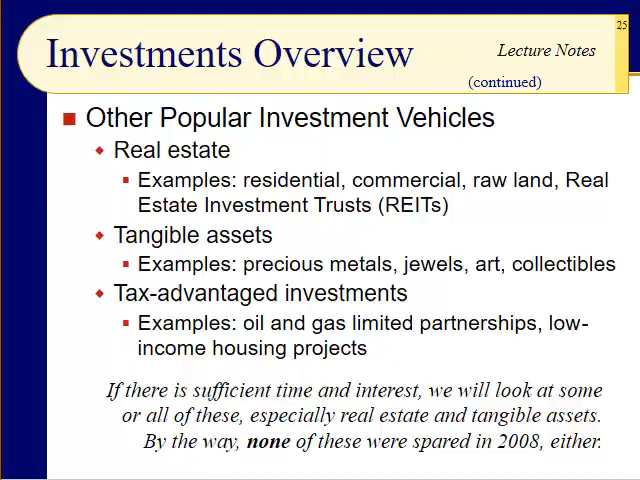 25
Investments Overview
Lecture Notes
(continued)
Other Popular Investment Vehicles
Real estate
Examples: residential, commercial, raw land, Real
Estate Investment Trusts (REITs)
Tangible assets
Examples: precious metals, jewels, art, collectibles
Tax-advantaged investments
Examples: oil and gas limited partnerships, low-
income housing projects
If there is sufficient time and interest, we will look at some
or all of these, especially real estate and tangible assets.
By the way, none of these were spared in 2008, either.